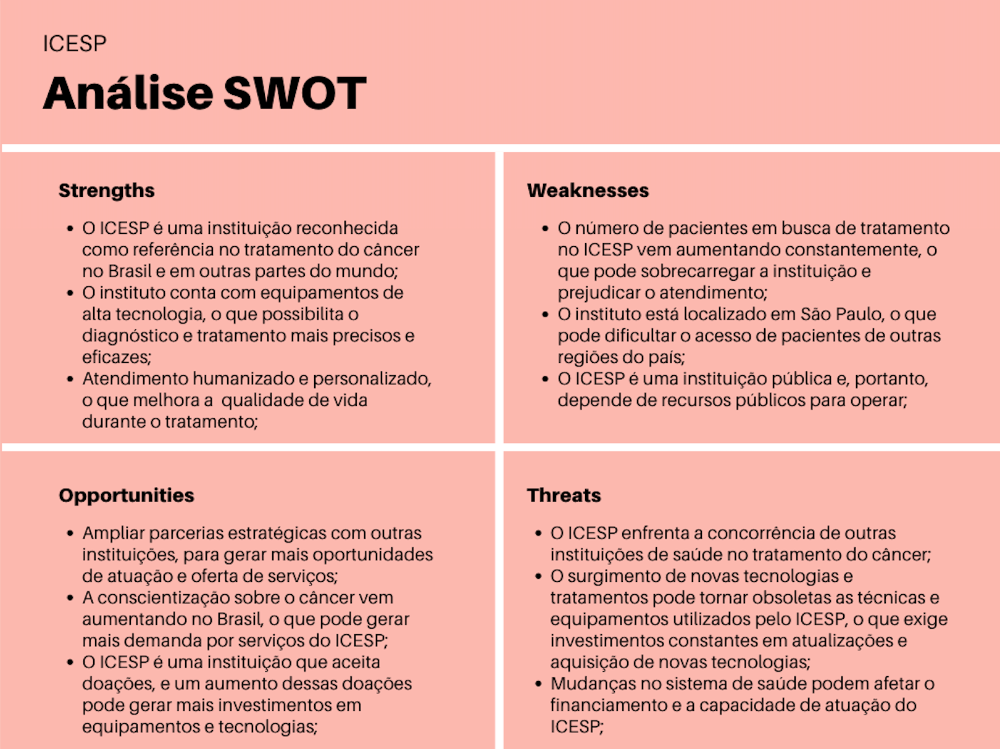 ICESP
Análise SWOT
Strengths
• O ICESP é uma instituição reconhecida
como referência no tratamento do câncer
no Brasil e em outras partes do mundo;
• O instituto conta com equipamentos de
alta tecnologia, o que possibilita o
diagnóstico e tratamento mais precisos e
eficazes;
• Atendimento humanizado e personalizado,
o que melhora a  qualidade de vida
durante o tratamento;
Weaknesses
• O número de pacientes em busca de tratamento
no ICESP vem aumentando constantemente, o
que pode sobrecarregar a instituição e
prejudicar o atendimento;
• O instituto está localizado em São Paulo, o que
pode dificultar o acesso de pacientes de outras
regiões do país;
• O ICESP é uma instituição pública e, portanto,
depende de recursos públicos para operar;
Opportunities
• Ampliar parcerias estratégicas com outras
instituições, para gerar mais oportunidades
de atuação e oferta de serviços;
• A conscientização sobre o câncer vem
aumentando no Brasil, o que pode gerar
mais demanda por serviços do ICESP;
• O ICESP é uma instituição que aceita
doações, e um aumento dessas doações
pode gerar mais investimentos em
equipamentos e tecnologias;
Threats
• O ICESP enfrenta a concorrência de outras
instituições de saúde no tratamento do câncer;
• O surgimento de novas tecnologias e
tratamentos pode tornar obsoletas as técnicas e
equipamentos utilizados pelo ICESP, o que exige
investimentos constantes em atualizações e
aquisição de novas tecnologias;
• Mudanças no sistema de saúde podem afetar o
financiamento e a capacidade de atuação do
ICESP;